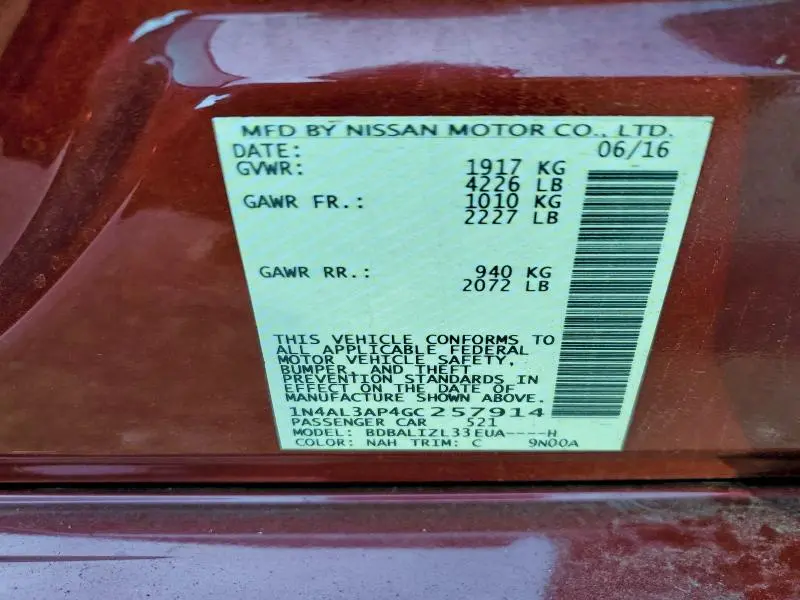 MFD BY NISSAN MOTOR CO., LTD.
DATE: 06/16
GVWR: 1917 KG
4226 LB
GAWR FR.: 1010 KG
2227 LB
GAWR RR.: 940 KG
2072 LB
THIS VEHICLE CONFORMS TO
ALL APPLICABLE FEDERAL
MOTOR VEHICLE SAFETY,
BUMPER, AND THEFT
PREVENTION STANDARDS IN
EFFECT ON THE DATE OF
MANUFACTURE SHOWN ABOVE.
1N4AL3AP4GC257914
PASSENGER CAR 521
MODEL: BDBALIZL33EUA----H
COLOR: NAH TRIM: C 9N00A